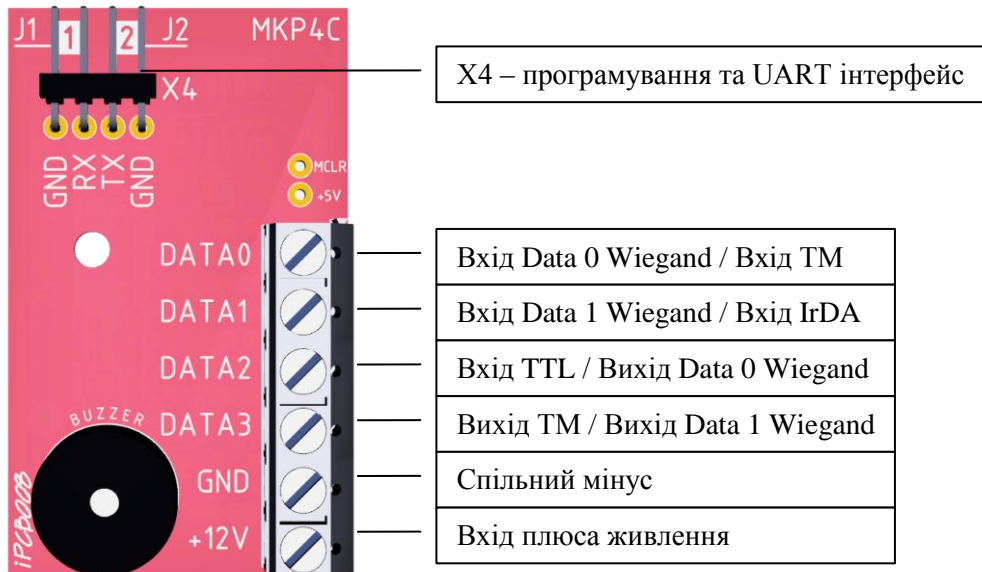 J1 1 2 J2 MKP4C
X4
GND RX TX GND
MCLR
+5V
X4 – програмування та UART інтерфейс
DATA0 Вхід Data 0 Wiegand / Вхід TM
DATA1 Вхід Data 1 Wiegand / Вхід IrDA
DATA2 Вхід TTL / Вихід Data 0 Wiegand
DATA3 Вихід TM / Вихід Data 1 Wiegand
GND Спільний мінус
+12V Вхід плюса живлення
BUZZER
iPCB008